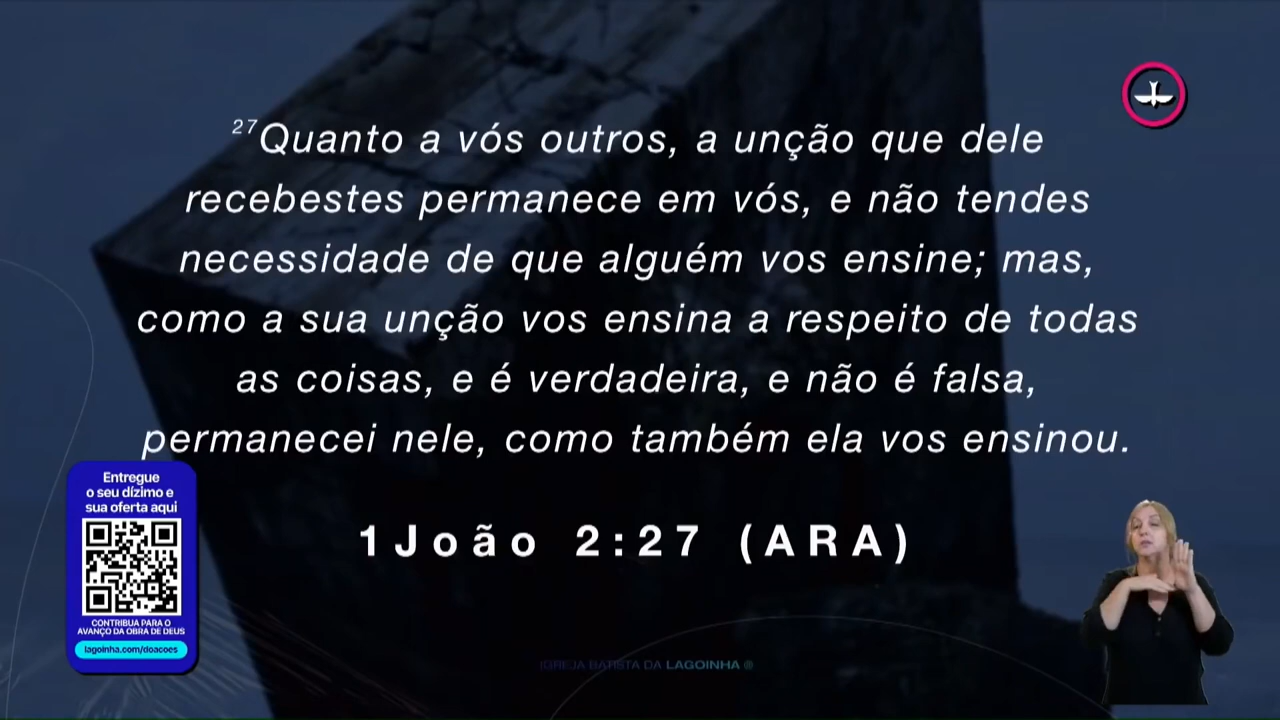 27Quanto a vós outros, a unção que dele
recebestes permanece em vós, e não tendes
necessidade de que alguém vos ensine; mas,
como a sua unção vos ensina a respeito de todas
as coisas, e é verdadeira, e não é falsa,
permanecei nele, como também ela vos ensinou.
1João 2:27 (ARA)
Entregue
o seu dízimo e
sua oferta aqui
CONTRIBUA PARA O
AVANÇO DA OBRA DE DEUS
lagoinha.com/doacoes
IGREJA BATISTA DA LAGOINHA ®